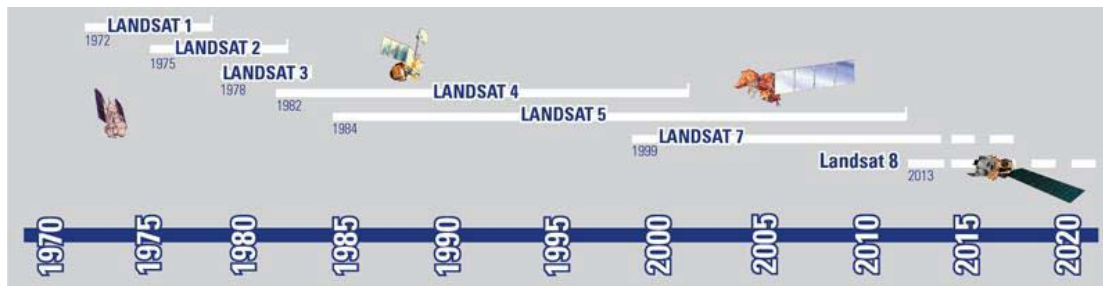 LANDSAT 1
1972
LANDSAT 2
1975
LANDSAT 3
1978
LANDSAT 4
1982
LANDSAT 5
1984
LANDSAT 7
1999
Landsat 8
2013
1970 1975 1980 1985 1990 1995 2000 2005 2010 2015 2020